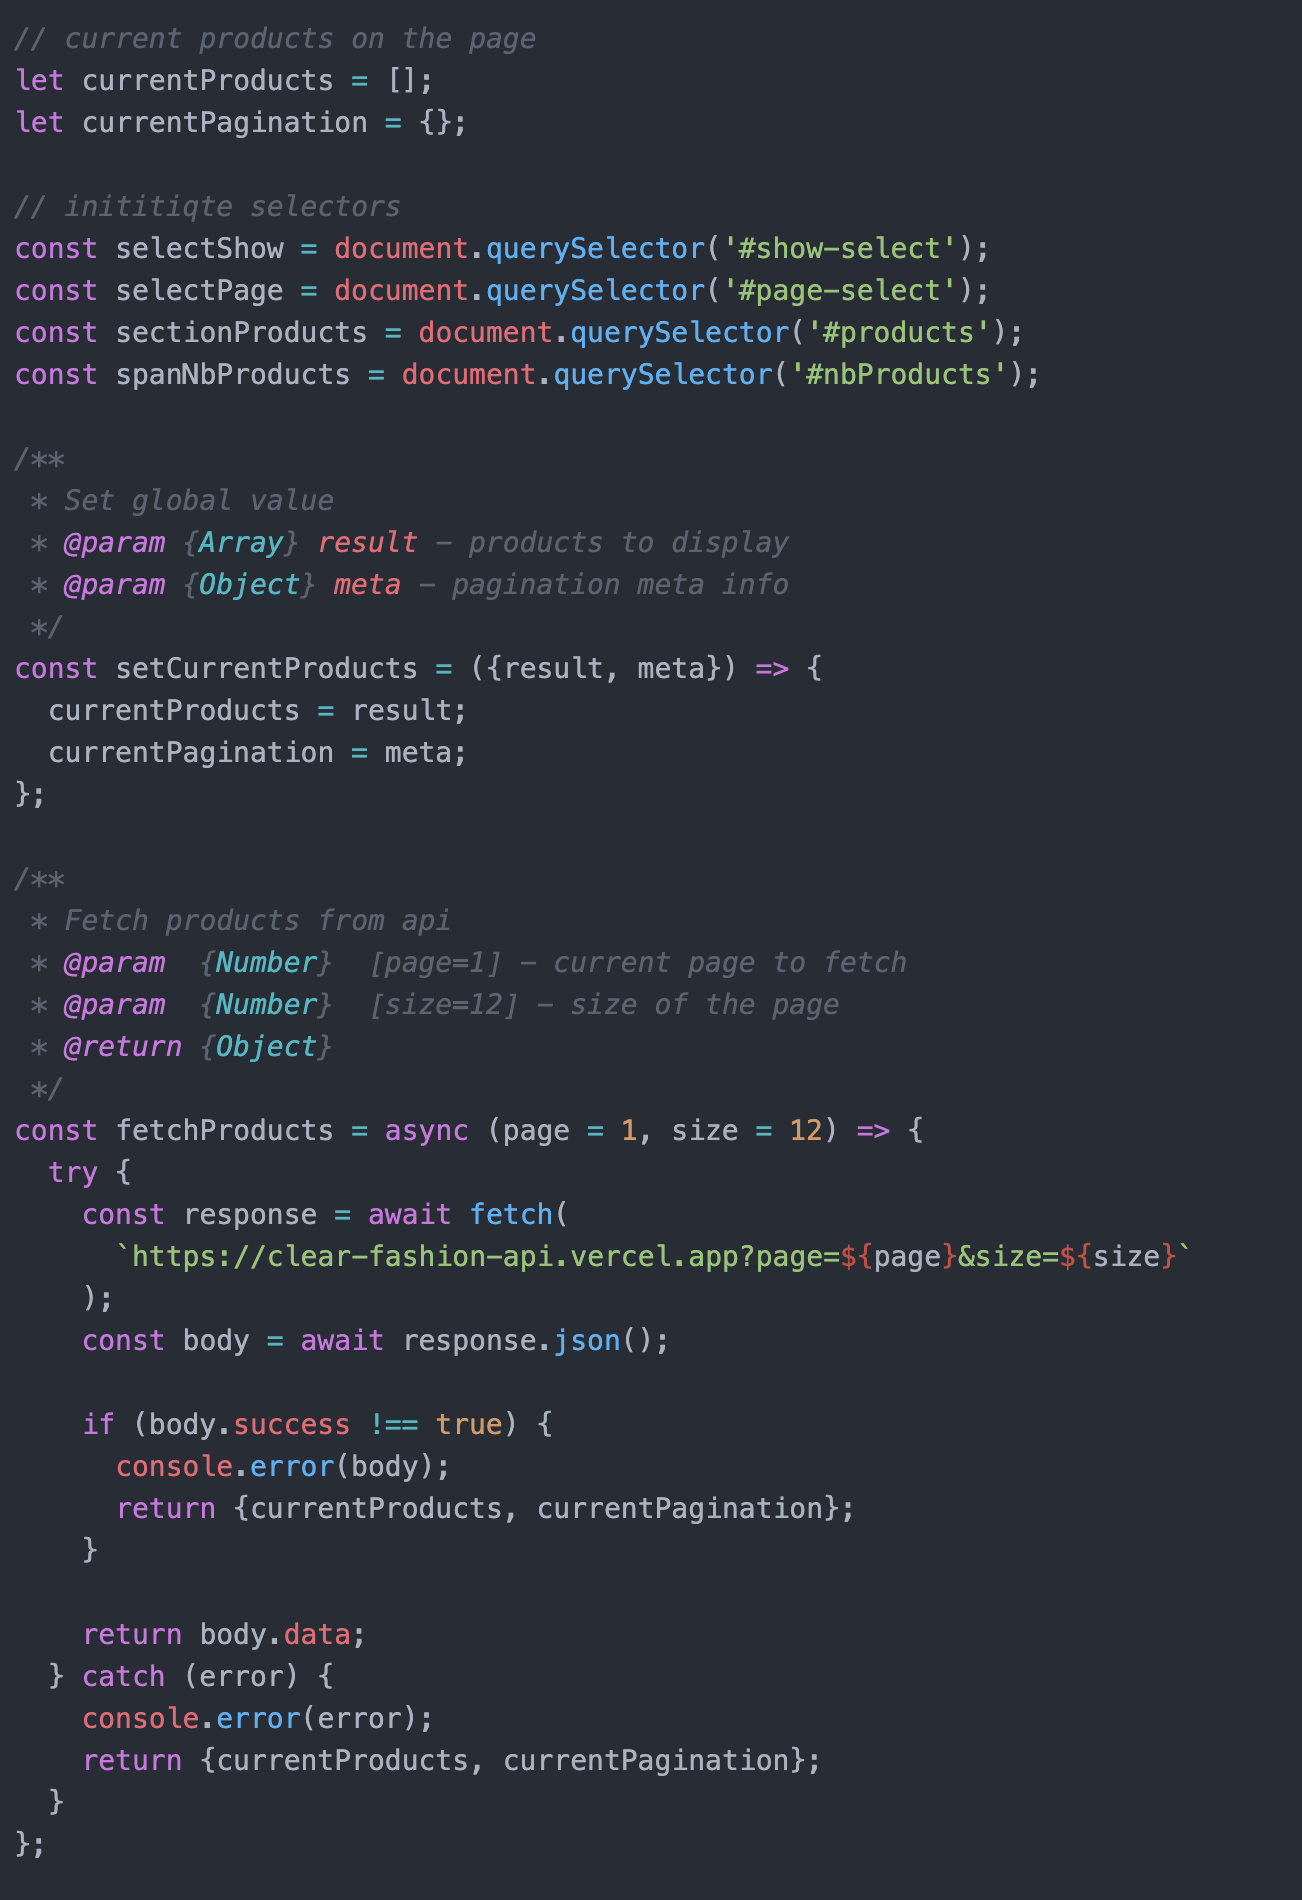 // current products on the page
let currentProducts = [];
let currentPagination = {};

// inititiqte selectors
const selectShow = document.querySelector('#show-select');
const selectPage = document.querySelector('#page-select');
const sectionProducts = document.querySelector('#products');
const spanNbProducts = document.querySelector('#nbProducts');

/**
 * Set global value
 * @param {Array} result - products to display
 * @param {Object} meta - pagination meta info
 */
const setCurrentProducts = ({result, meta}) => {
  currentProducts = result;
  currentPagination = meta;
};

/**
 * Fetch products from api
 * @param  {Number}  [page=1] - current page to fetch
 * @param  {Number}  [size=12] - size of the page
 * @return {Object}
 */
const fetchProducts = async (page = 1, size = 12) => {
  try {
    const response = await fetch(
      `https://clear-fashion-api.vercel.app?page=${page}&size=${size}`
    );
    const body = await response.json();

    if (body.success !== true) {
      console.error(body);
      return {currentProducts, currentPagination};
    }

    return body.data;
  } catch (error) {
    console.error(error);
    return {currentProducts, currentPagination};
  }
};